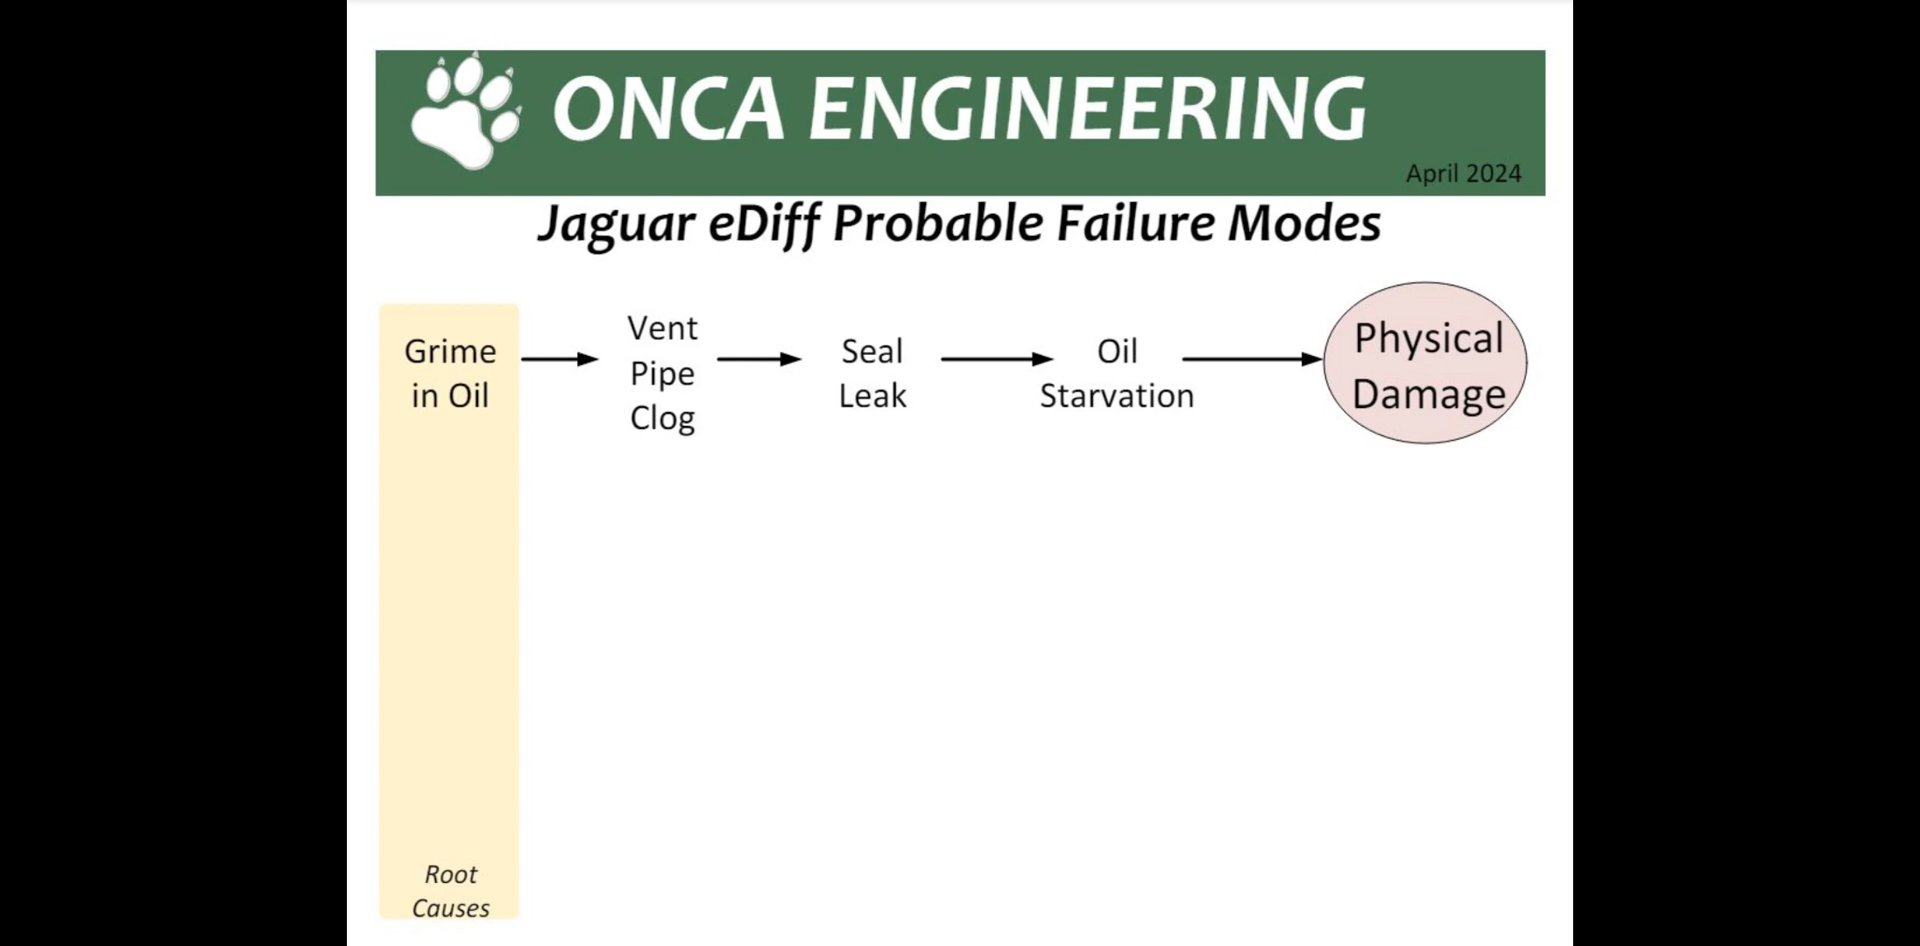 ONCA ENGINEERING
April 2024
Jaguar eDiff Probable Failure Modes
Grime
in Oil
Vent
Pipe
Clog
Seal
Leak
Oil
Starvation
Physical
Damage
Root
Causes